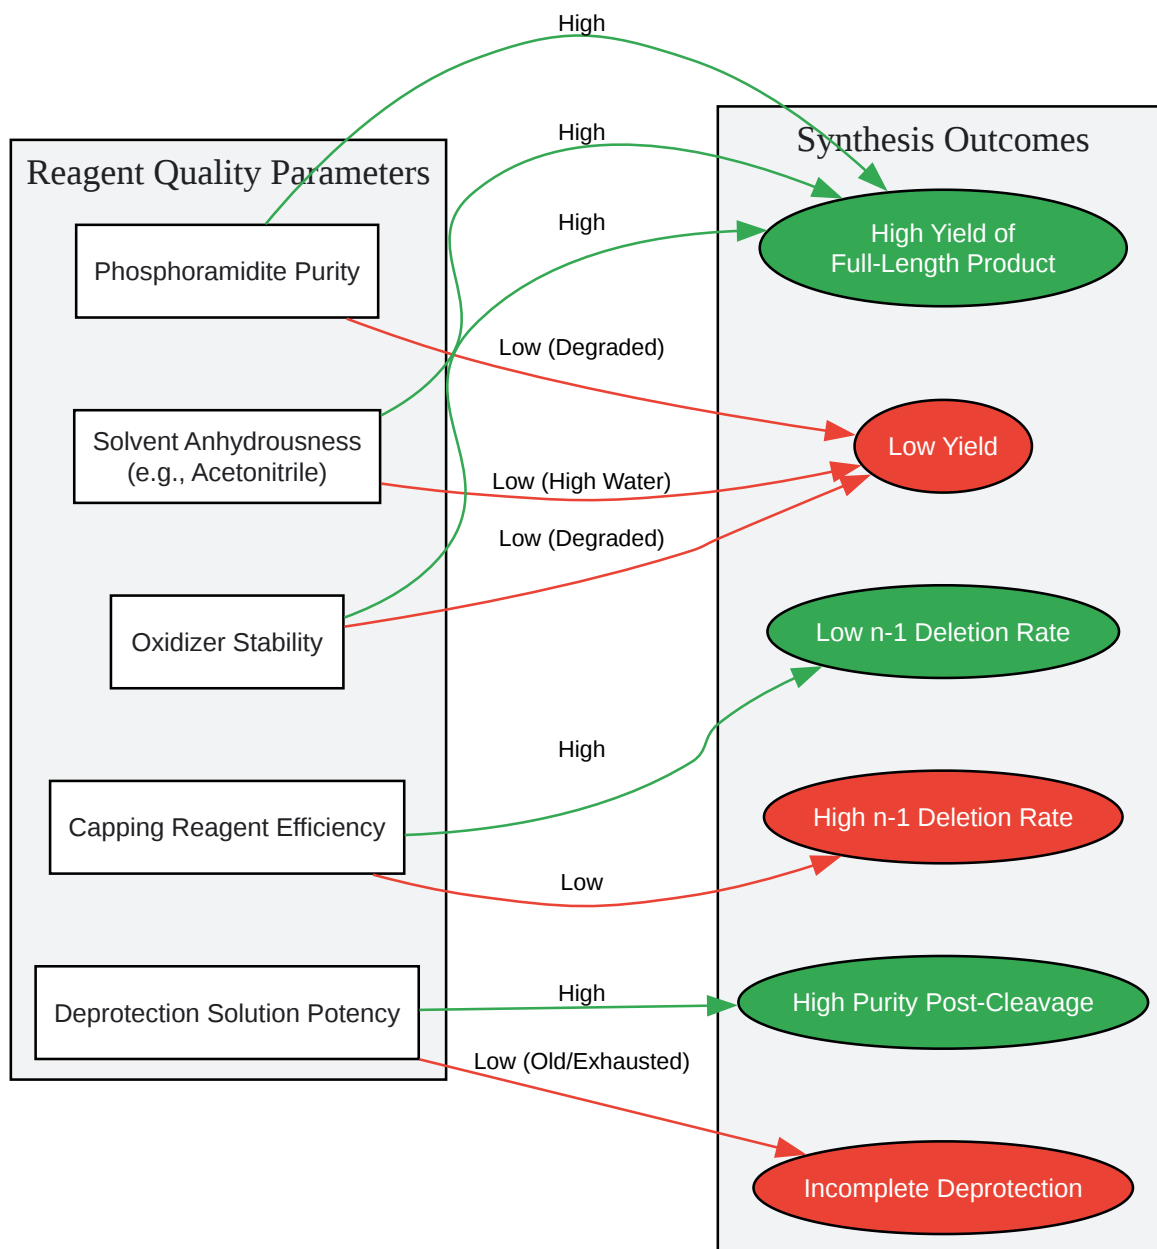 High
Reagent Quality Parameters
Synthesis Outcomes
High
Phosphoramidite Purity
High
High Yield of
Full-Length Product
Low (Degraded)
Solvent Anhydrousness
(e.g., Acetonitrile)
Low (High Water)
Low Yield
Low (Degraded)
Oxidizer Stability
Low n-1 Deletion Rate
High
Capping Reagent Efficiency
High n-1 Deletion Rate
Low
High
Deprotection Solution Potency
High Purity Post-Cleavage
Low (Old/Exhausted)
Incomplete Deprotection